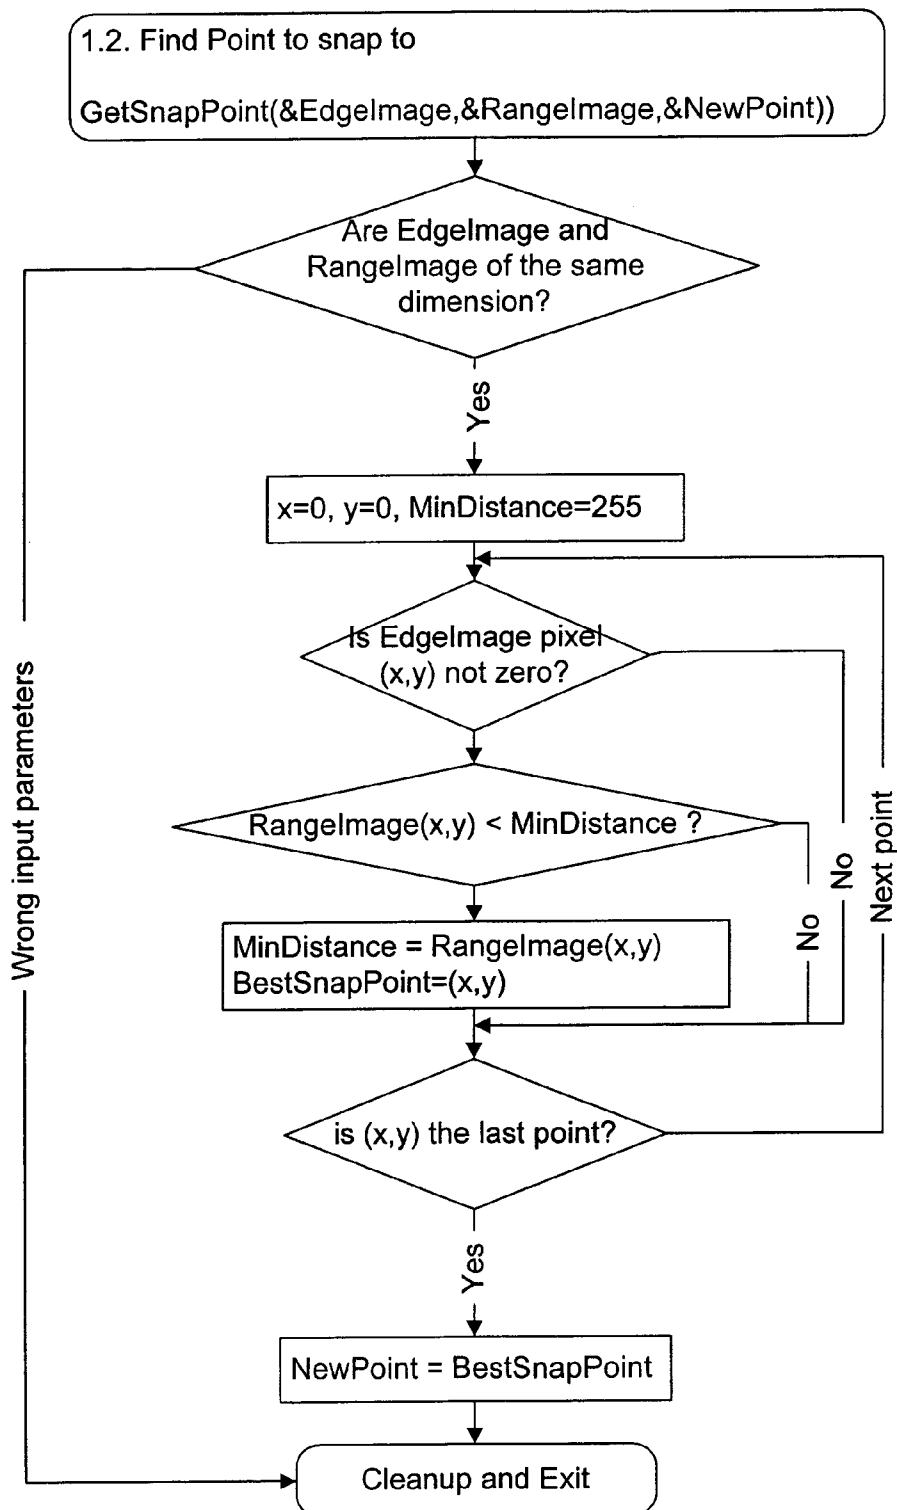 1.2. Find Point to snap to
GetSnapPoint(&EdgeImage,&RangeImage,&NewPoint))
Are EdgeImage and
RangeImage of the same
dimension?
Yes
Wrong input parameters
x=0, y=0, MinDistance=255
Is EdgeImage pixel
(x,y) not zero?
RangeImage(x,y) < MinDistance ?
No
No
Next point
MinDistance = RangeImage(x,y)
BestSnapPoint=(x,y)
is (x,y) the last point?
Yes
NewPoint = BestSnapPoint
Cleanup and Exit